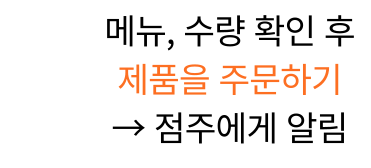 메뉴, 수량 확인 후
제품을 주문하기
→ 점주에게 알림